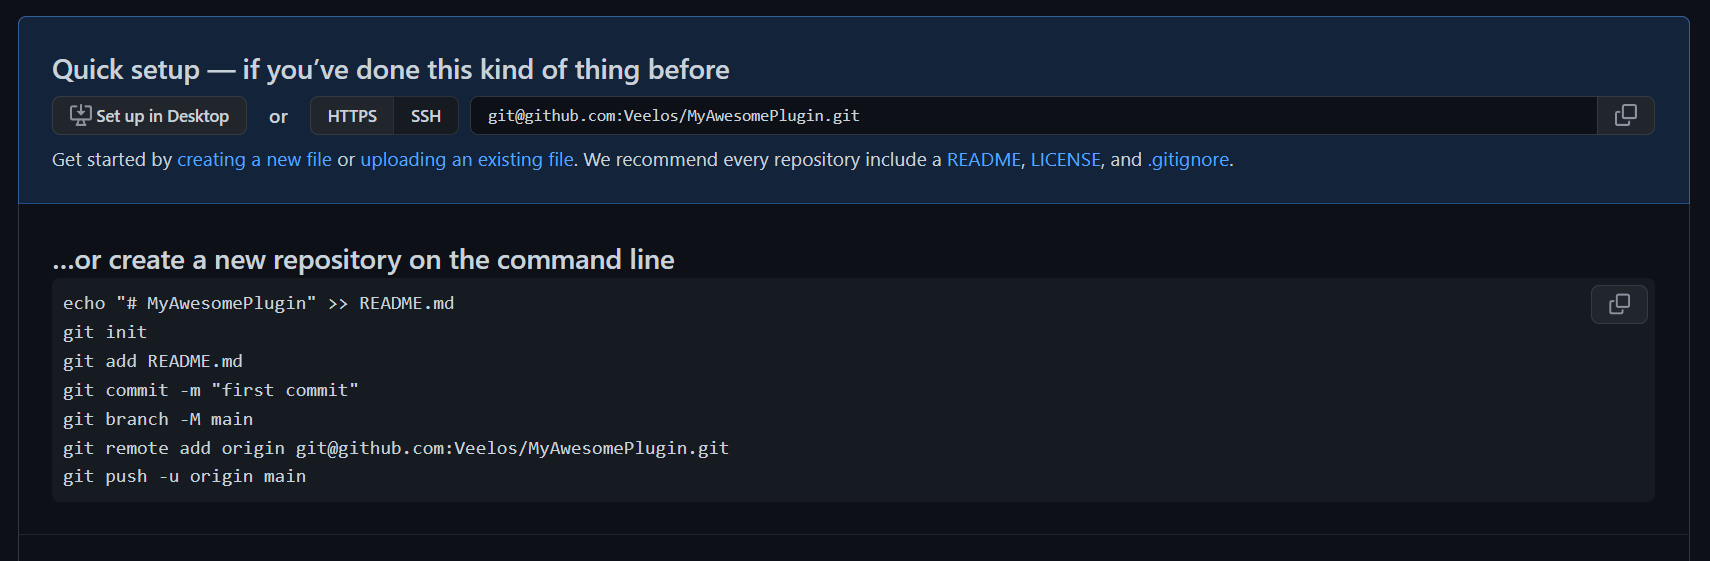 Quick setup — if you’ve done this kind of thing before
Set up in Desktop or HTTPS SSH git@github.com:Veelos/MyAwesomePlugin.git
Get started by creating a new file or uploading an existing file. We recommend every repository include a README, LICENSE, and .gitignore.
…or create a new repository on the command line
echo "# MyAwesomePlugin" >> README.md
git init
git add README.md
git commit -m "first commit"
git branch -M main
git remote add origin git@github.com:Veelos/MyAwesomePlugin.git
git push -u origin main